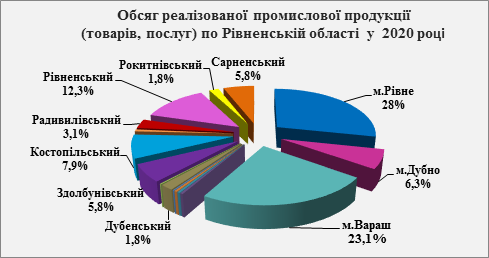 Обсяг реалізованої промислової продукції
(товарів, послуг) по Рівненській області у 2020 році
Рокитнівський
1,8%
Сарненський
5,8%
Рівненський
12,3%
м.Рівне
28%
Радивилівський
3,1%
Костопільський
7,9%
м.Дубно
6,3%
Здолбунівський
5,8%
Дубенський
1,8%
м.Вараш
23,1%